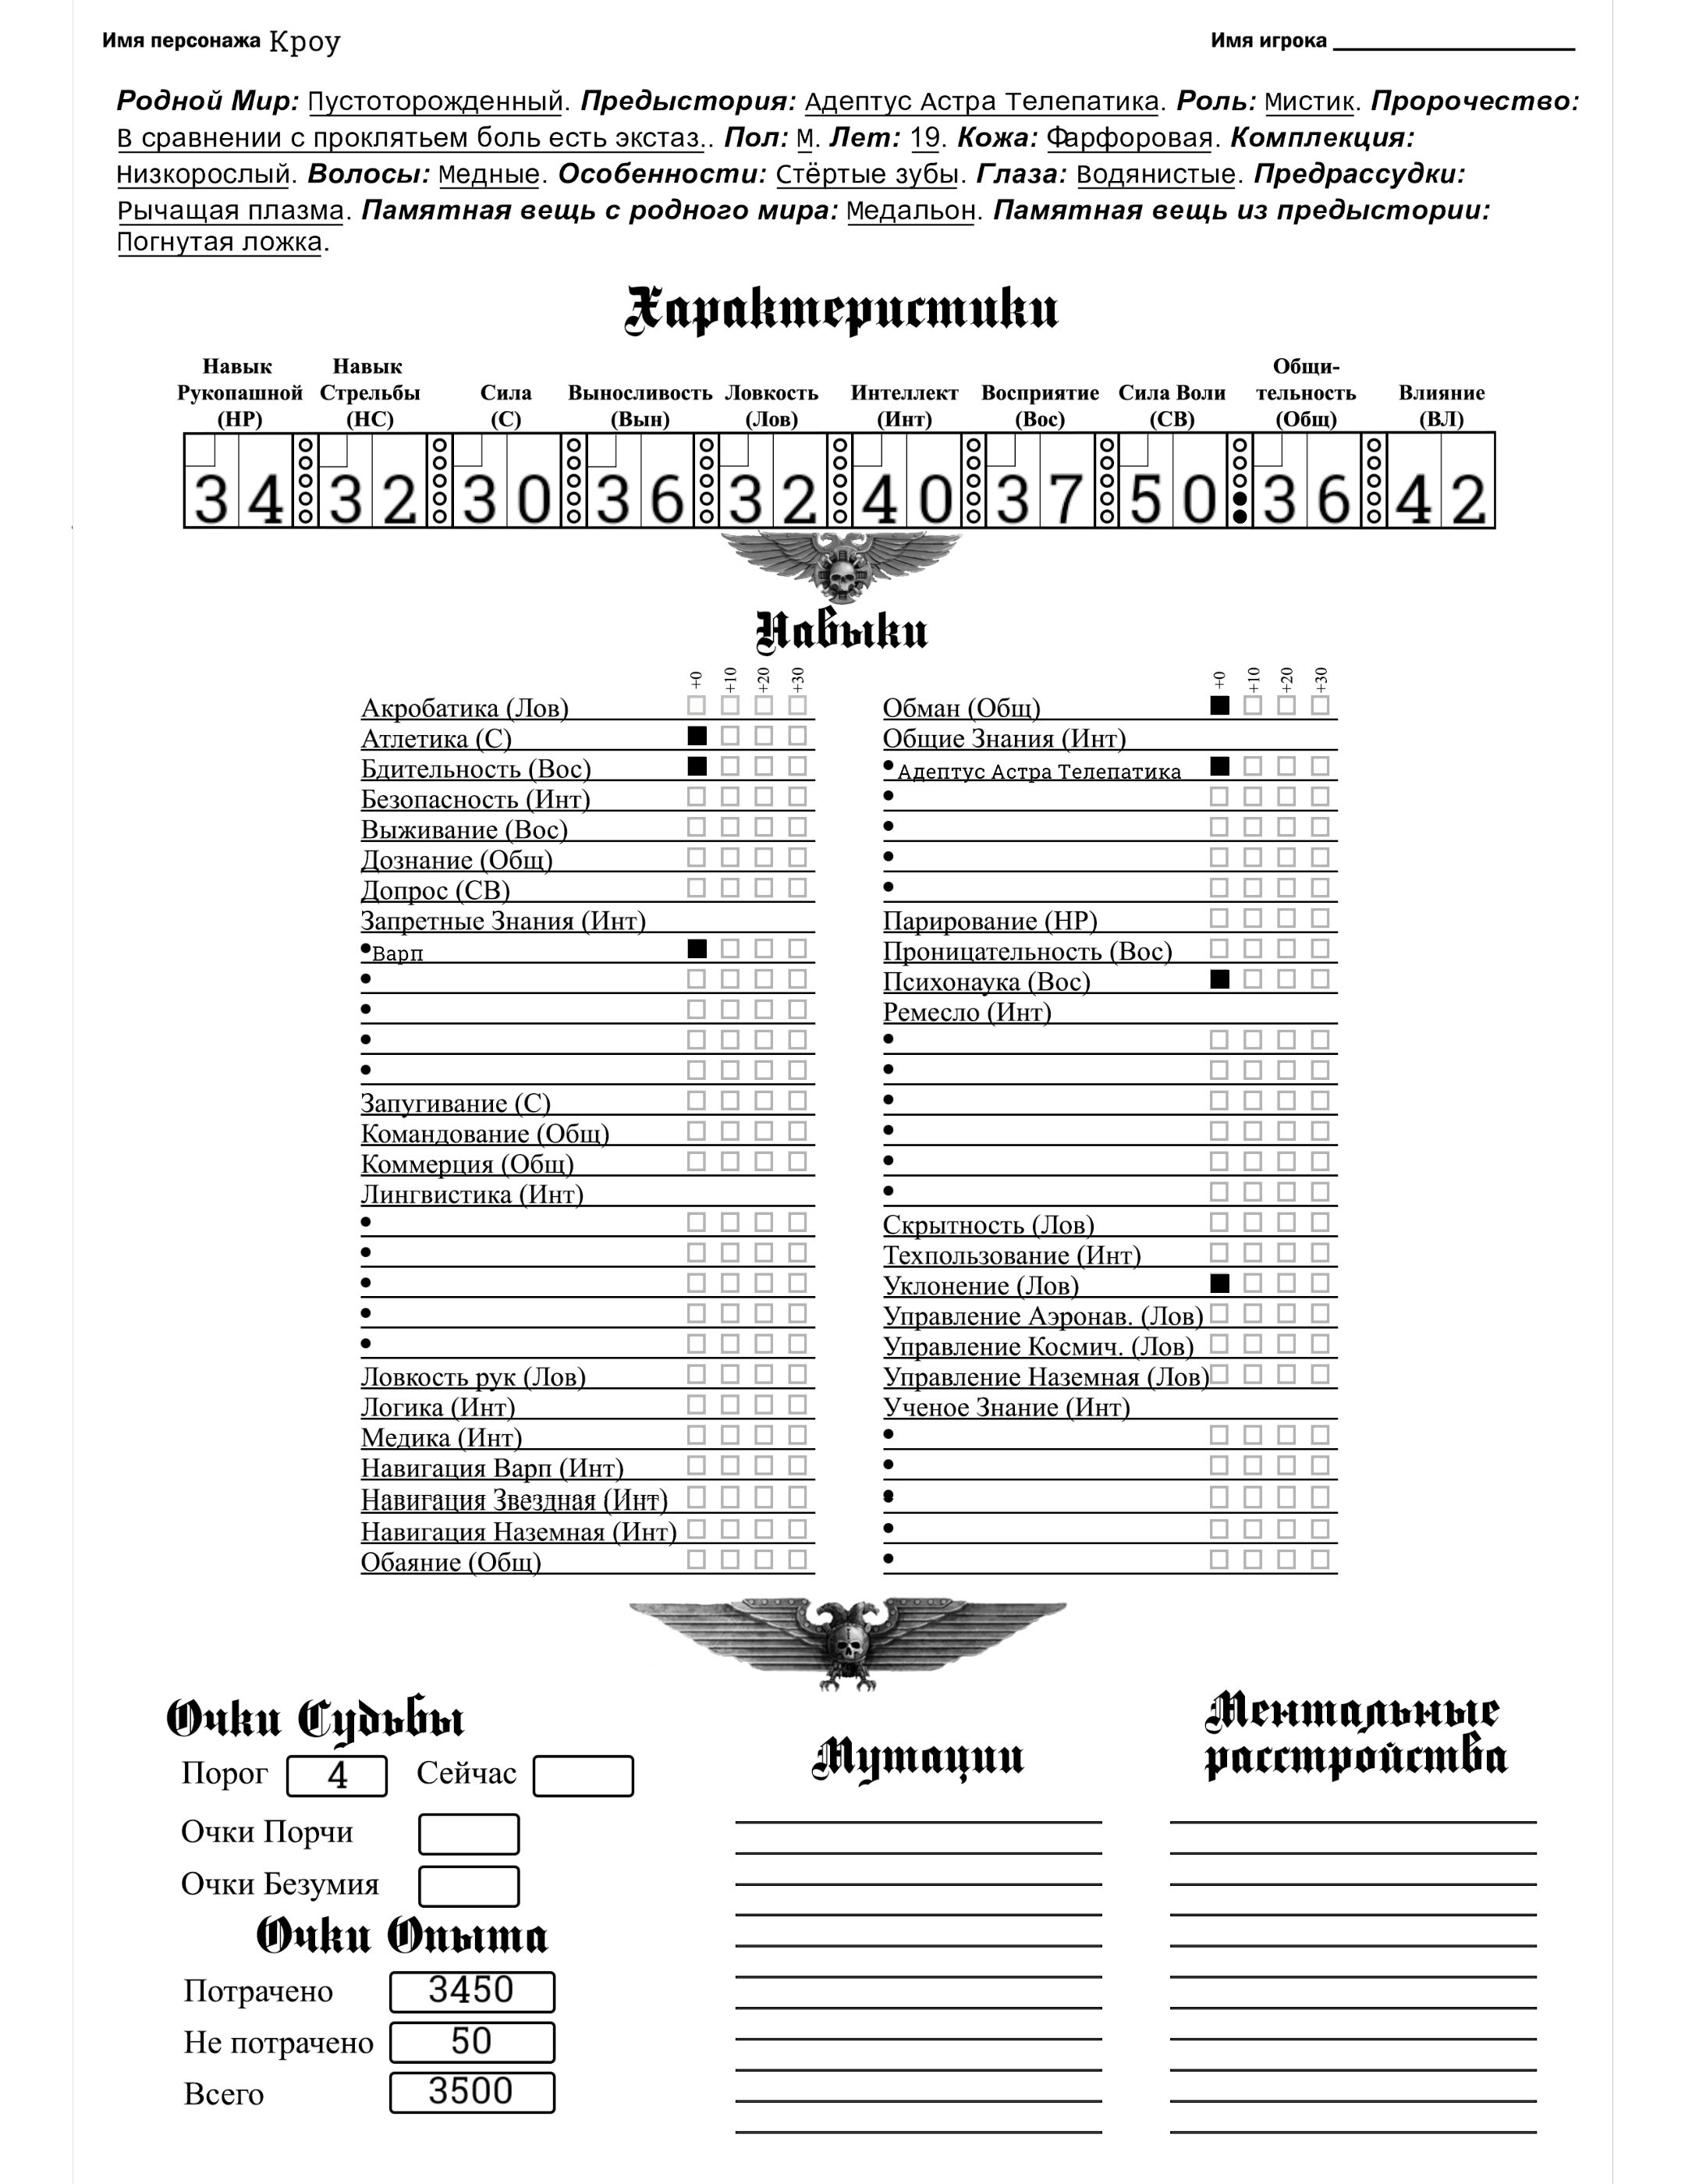 Имя персонажа Кроу
Имя игрока
Родной Мир: Пустоторожденный. Предыстория: Адептус Астра Телепатика. Роль: Мистик. Пророчество:
В сравнении с проклятьем боль есть экстаз.. Пол: М. Лет: 19. Кожа: Фарфоровая. Комплекция:
Низкорослый. Волосы: Медные. Особенности: Стёртые зубы. Глаза: Водянистые. Предрассудки:
Рычащая плазма. Памятная вещь с родного мира: Медальон. Памятная вещь из предыстории:
Погнутая ложка.
Характеристики
Навык Рукопашной (НР)
Навык Стрельбы (НС)
Сила (С)
Выносливость (Вын)
Ловкость (Лов)
Интеллект (Инт)
Восприятие (Вос)
Сила Воли (СВ)
Общи-
тельность (Общ)
Влияние (ВЛ)
34 32 30 36 32 40 37 50 36 42
Навыки
+0 +10 +20 +30
Акробатика (Лов)
Атлетика (С)
Бдительность (Вос)
Безопасность (Инт)
Выживание (Вос)
Дознание (Общ)
Допрос (СВ)
Запретные Знания (Инт)
•Варп
•
•
•
•
Запугивание (С)
Командование (Общ)
Коммерция (Общ)
Лингвистика (Инт)
•
•
•
•
•
Ловкость рук (Лов)
Логика (Инт)
Медика (Инт)
Навигация Варп (Инт)
Навигация Звездная (Инт)
Навигация Наземная (Инт)
Обаяние (Общ)
+0 +10 +20 +30
Обман (Общ)
Общие Знания (Инт)
• Адептус Астра Телепатика
•
•
•
•
Парирование (НР)
Проницательность (Вос)
Психонаука (Вос)
Ремесло (Инт)
•
•
•
•
•
•
Скрытность (Лов)
Техпользование (Инт)
Уклонение (Лов)
Управление Аэронав. (Лов)
Управление Космич. (Лов)
Управление Наземная (Лов)
Ученое Знание (Инт)
•
•
•
•
•
Очки Судьбы
Порог 4 Сейчас
Очки Порчи
Очки Безумия
Очки Опыта
Потрачено 3450
Не потрачено 50
Всего 3500
Мутации
Ментальные
расстройства